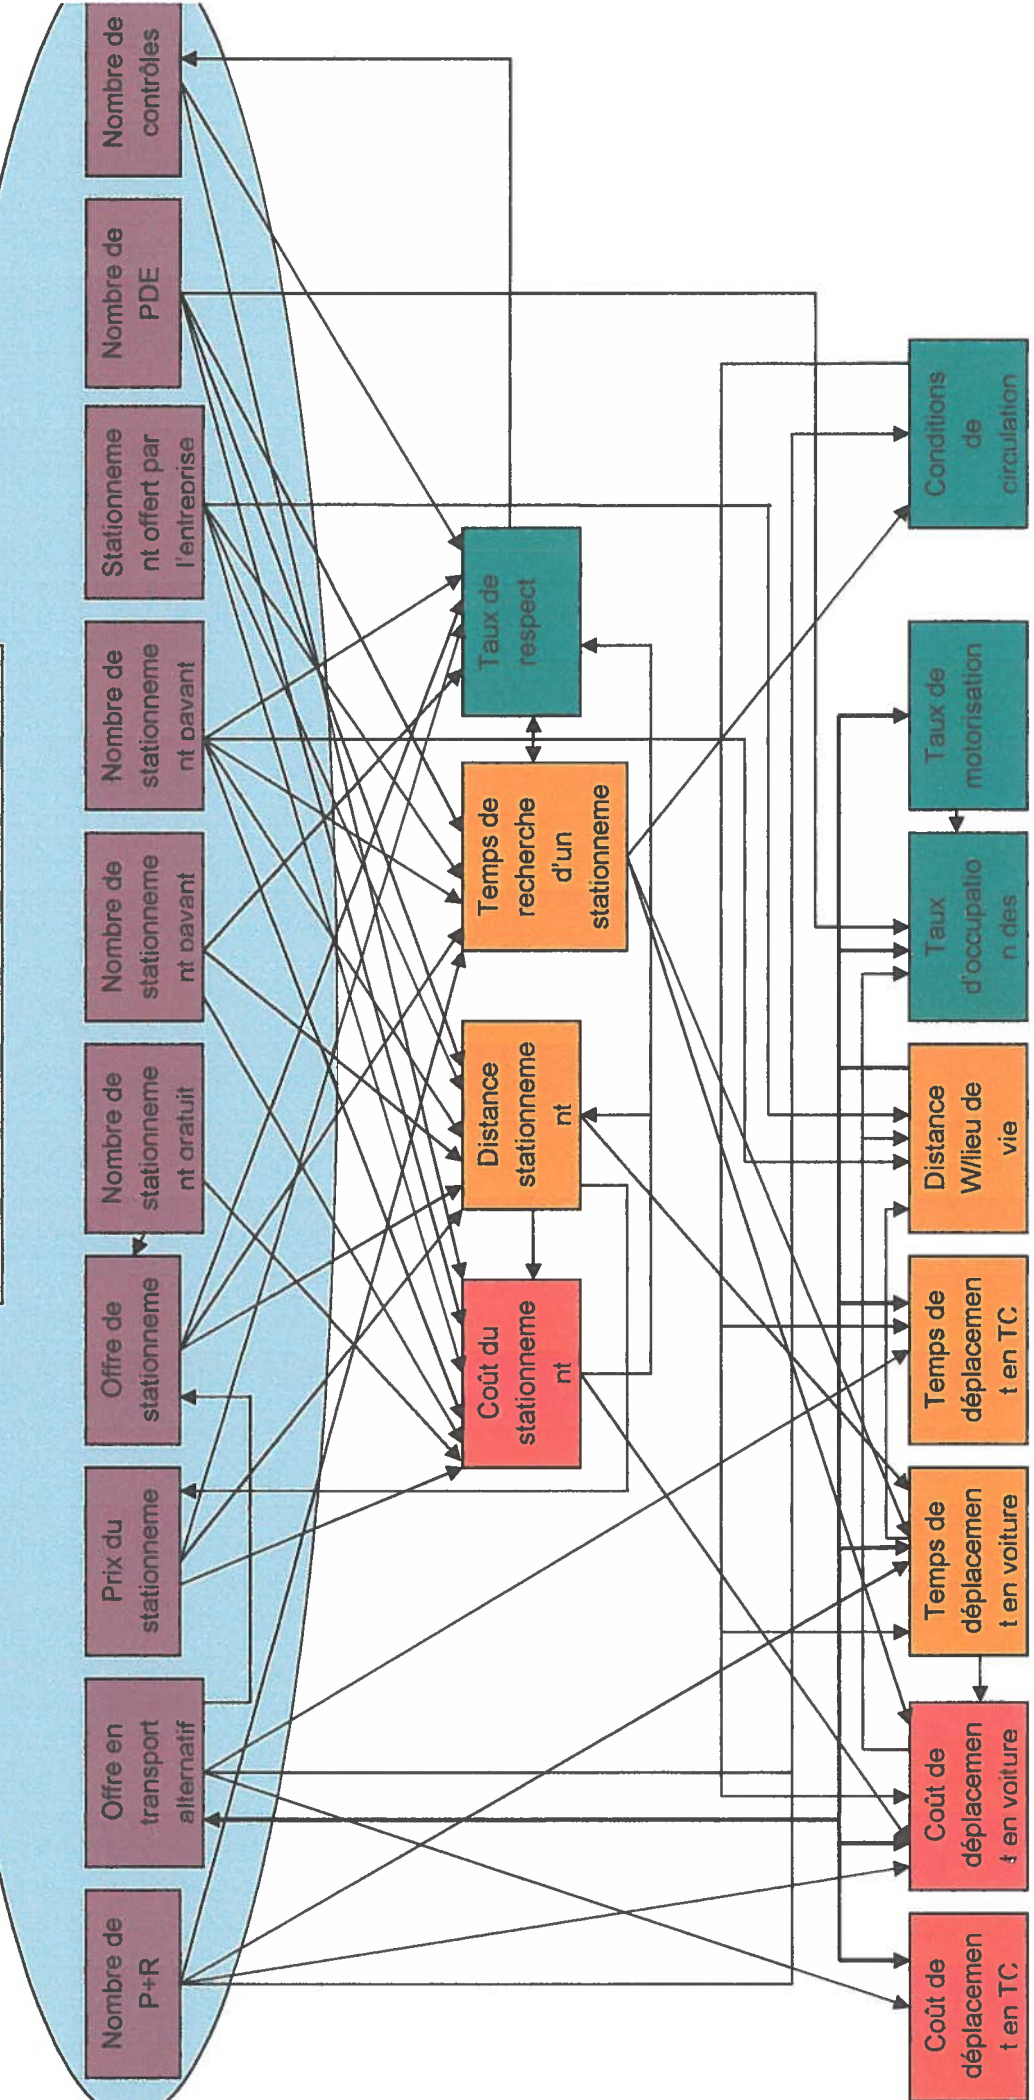 Nombre de
P+R
Offre en
transport
alternatif
Prix du
stationneme
Offre de
stationneme
Nombre de
stationneme
nt gratuit
Nombre de
stationneme
nt payant
Nombre de
stationneme
nt payant
Stationneme
nt offert par
l'entreprise
Nombre de
PDE
Nombre de
contrôles
Coût du
stationneme
nt
Distance
stationneme
nt
Temps de
recherche
d'un
stationneme
Taux de
respect
Coût de
déplacemen
t en TC
Coût de
déplacemen
t en voiture
Temps de
déplacemen
t en voiture
Temps de
déplacemen
t en TC
Distance
W/lieu de
vie
Taux
d'occupatio
n des
Taux de
motorisation
Conditions
de
circulation